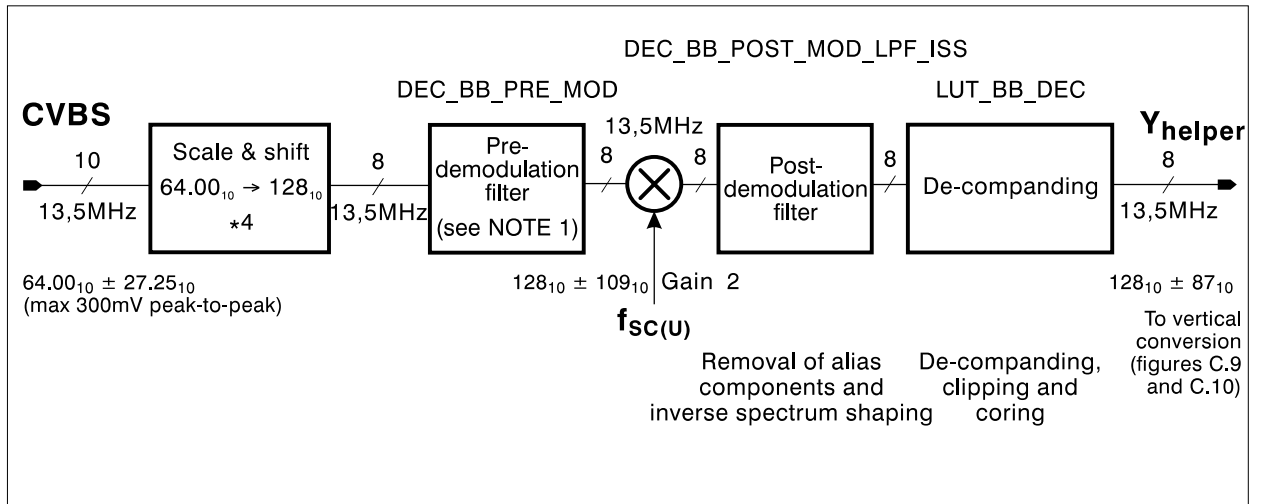 DEC_BB_POST_MOD_LPF_ISS
DEC_BB_PRE_MOD
LUT_BB_DEC
CVBS
10
13,5MHz
Scale & shift
64.00₁₀ → 128₁₀
*4
8
13,5MHz
Pre-
demodulation
filter
(see NOTE 1)
8
13,5MHz
8
Post-
demodulation
filter
8
De-companding
Yhelper
8
13,5MHz
64.00₁₀ ± 27.25₁₀
(max 300mV peak-to-peak)
128₁₀ ± 109₁₀
Gain 2
fSC(U)
128₁₀ ± 87₁₀
To vertical
conversion
(figures C.9
and C.10)
Removal of alias
components and
inverse spectrum shaping
De-companding,
clipping and
coring